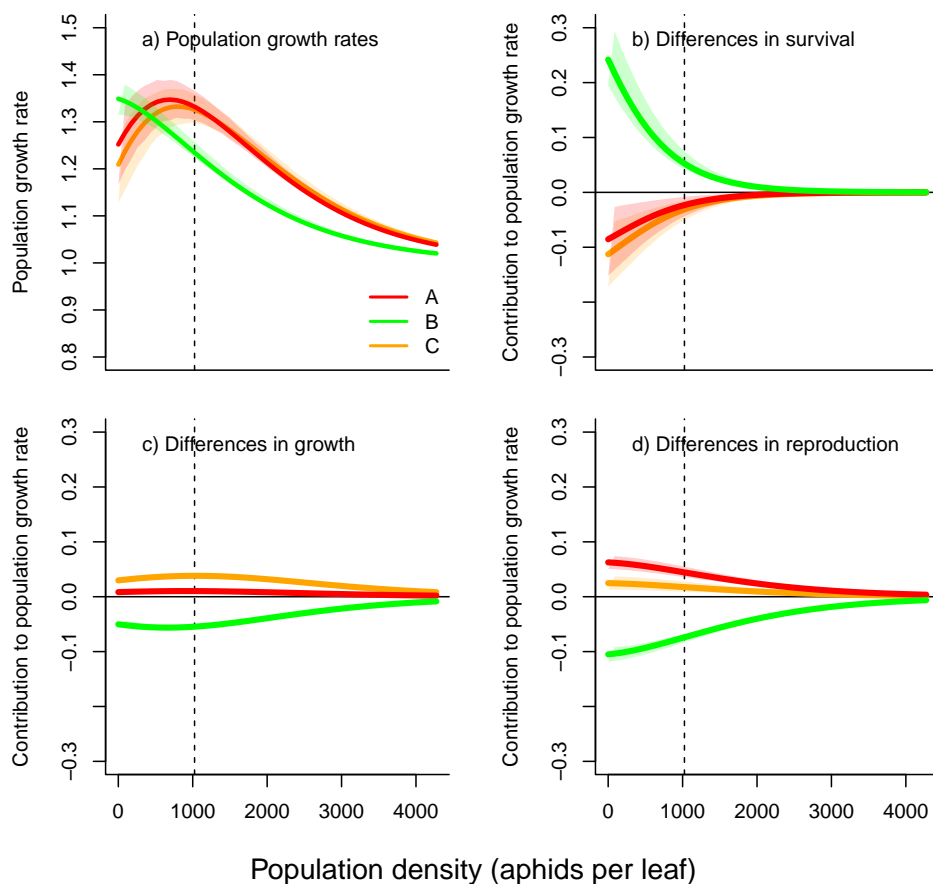 a) Population growth rates
Population growth rate
1.5
1.4
1.3
1.2
1.1
1.0
0.9
0.8
A
B
C
b) Differences in survival
Contribution to population growth rate
0.3
0.2
0.1
0.0
−0.1
−0.3
c) Differences in growth
Contribution to population growth rate
0.3
0.2
0.1
0.0
−0.1
−0.3
0 1000 2000 3000 4000
d) Differences in reproduction
Contribution to population growth rate
0.3
0.2
0.1
0.0
−0.1
−0.3
0 1000 2000 3000 4000
Population density (aphids per leaf)